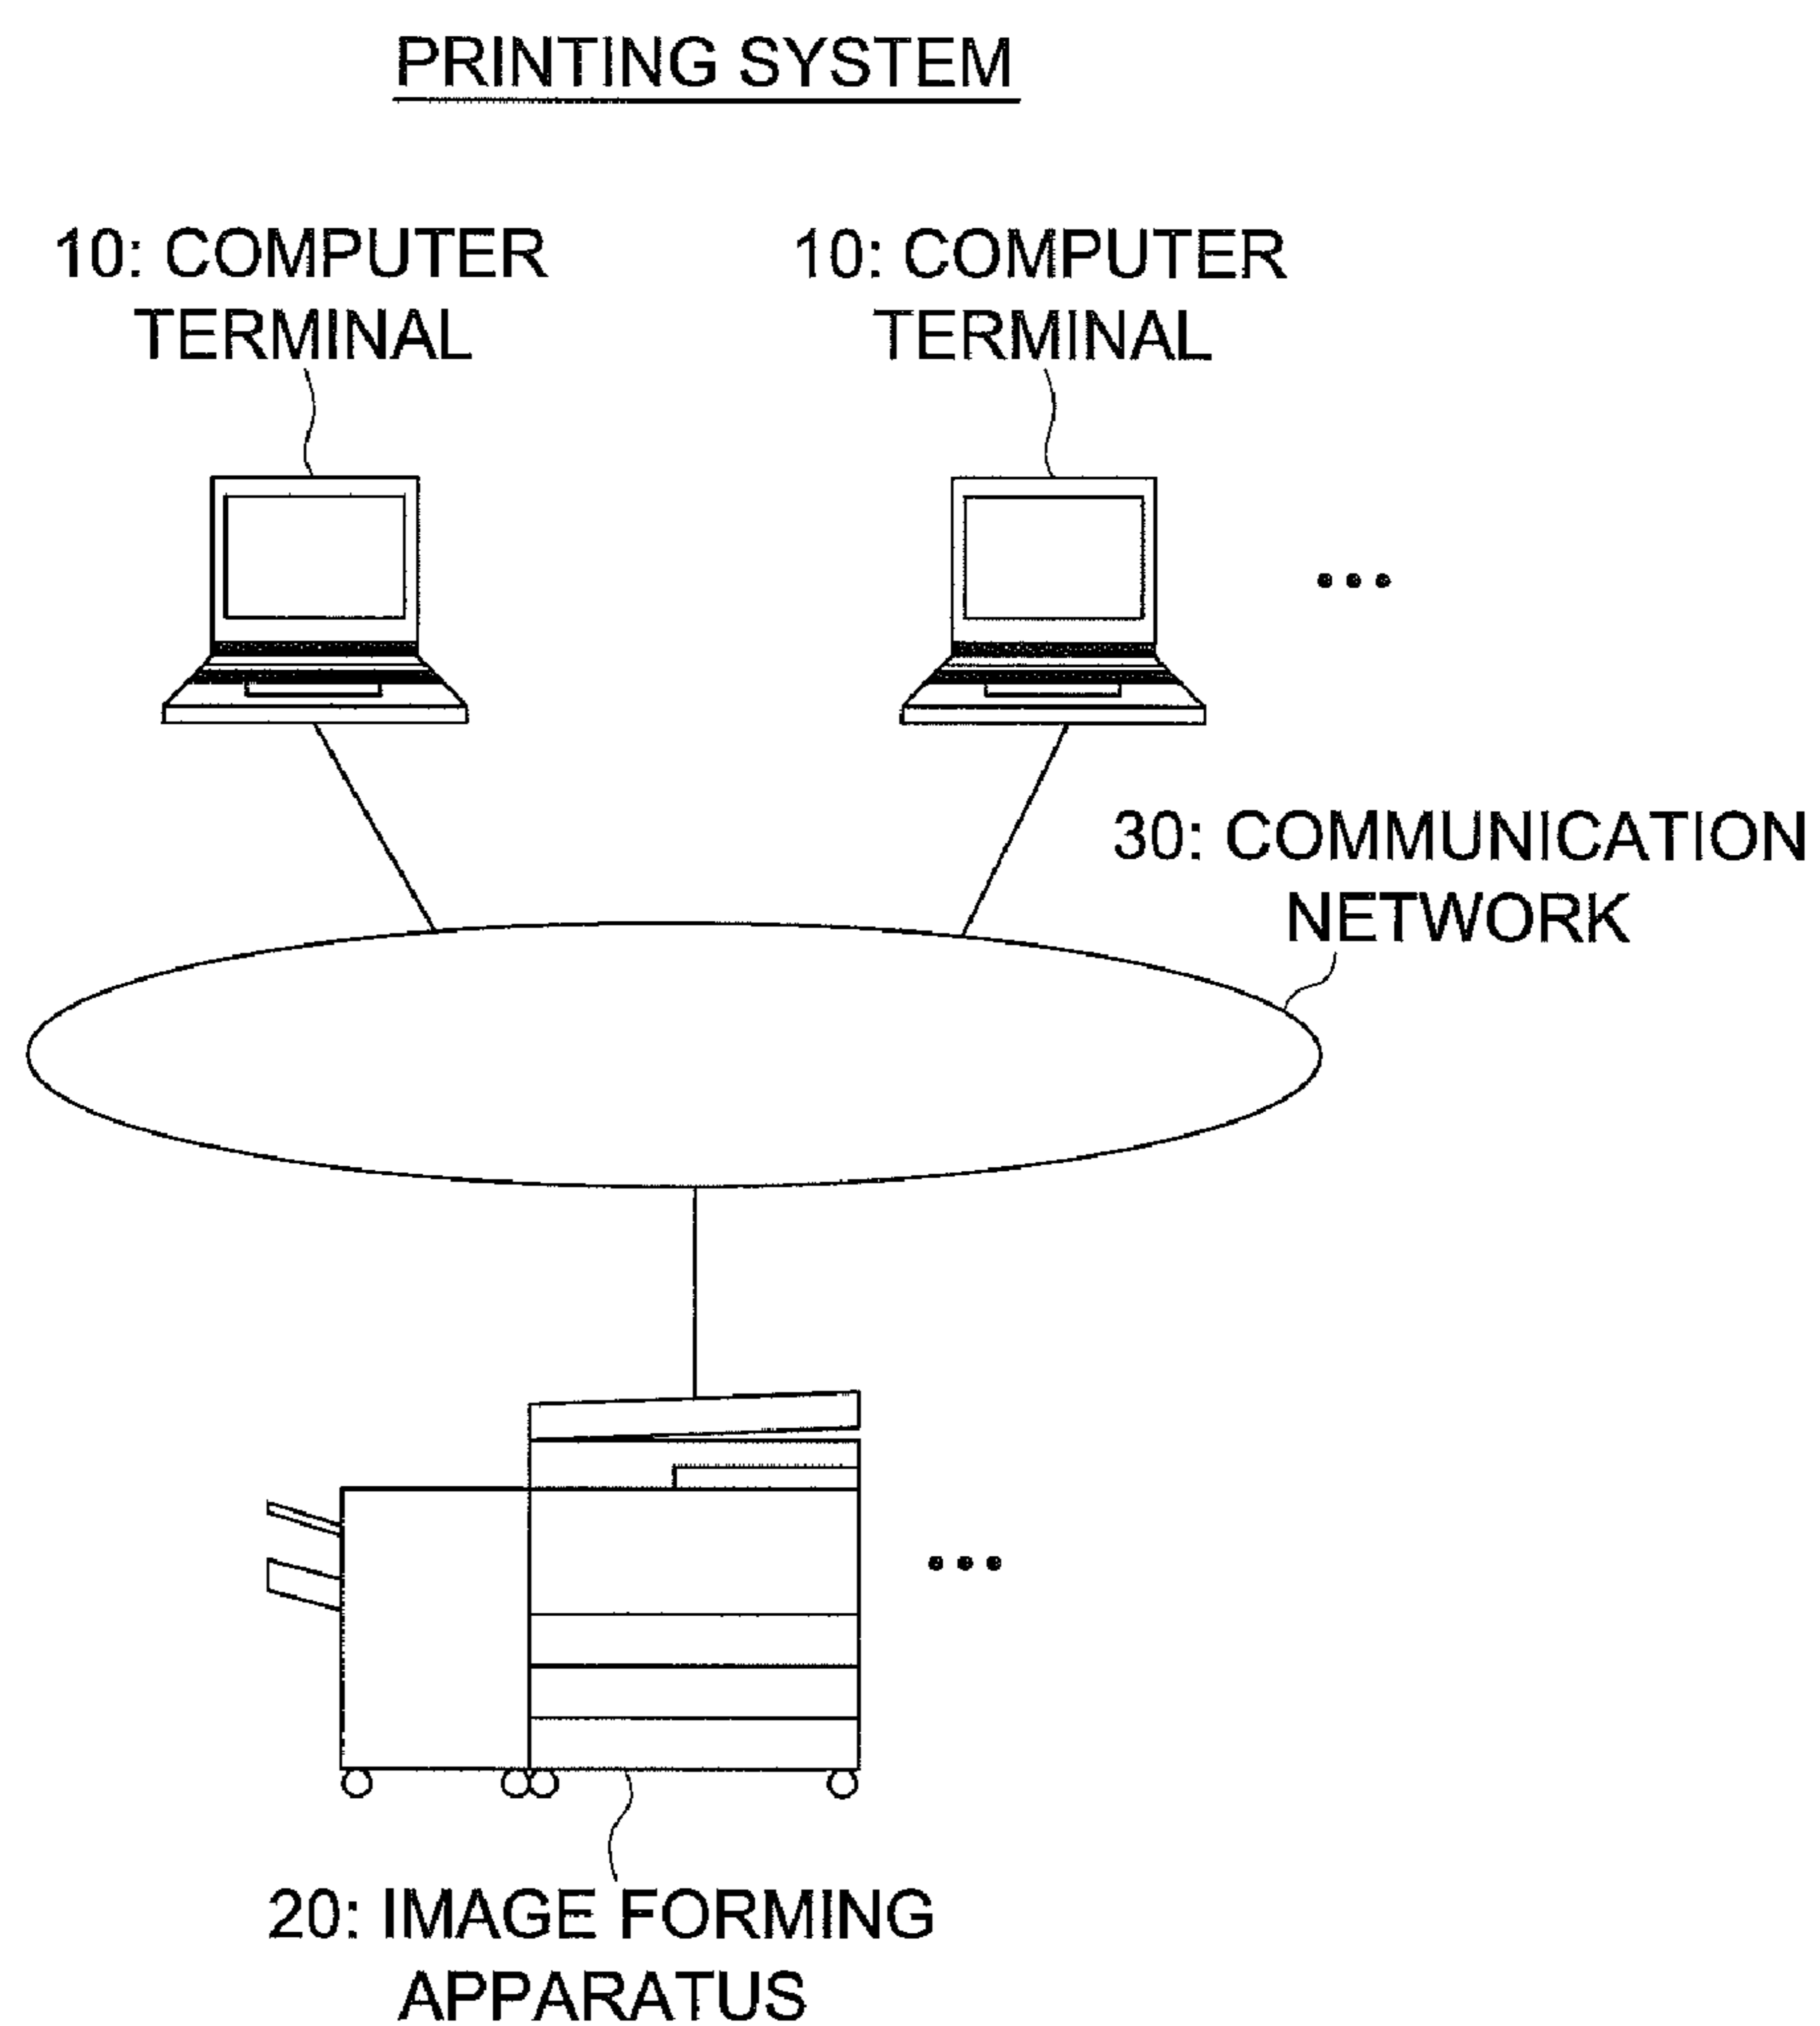 PRINTING SYSTEM
10: COMPUTER
TERMINAL
10: COMPUTER
TERMINAL
30: COMMUNICATION
NETWORK
20: IMAGE FORMING
APPARATUS